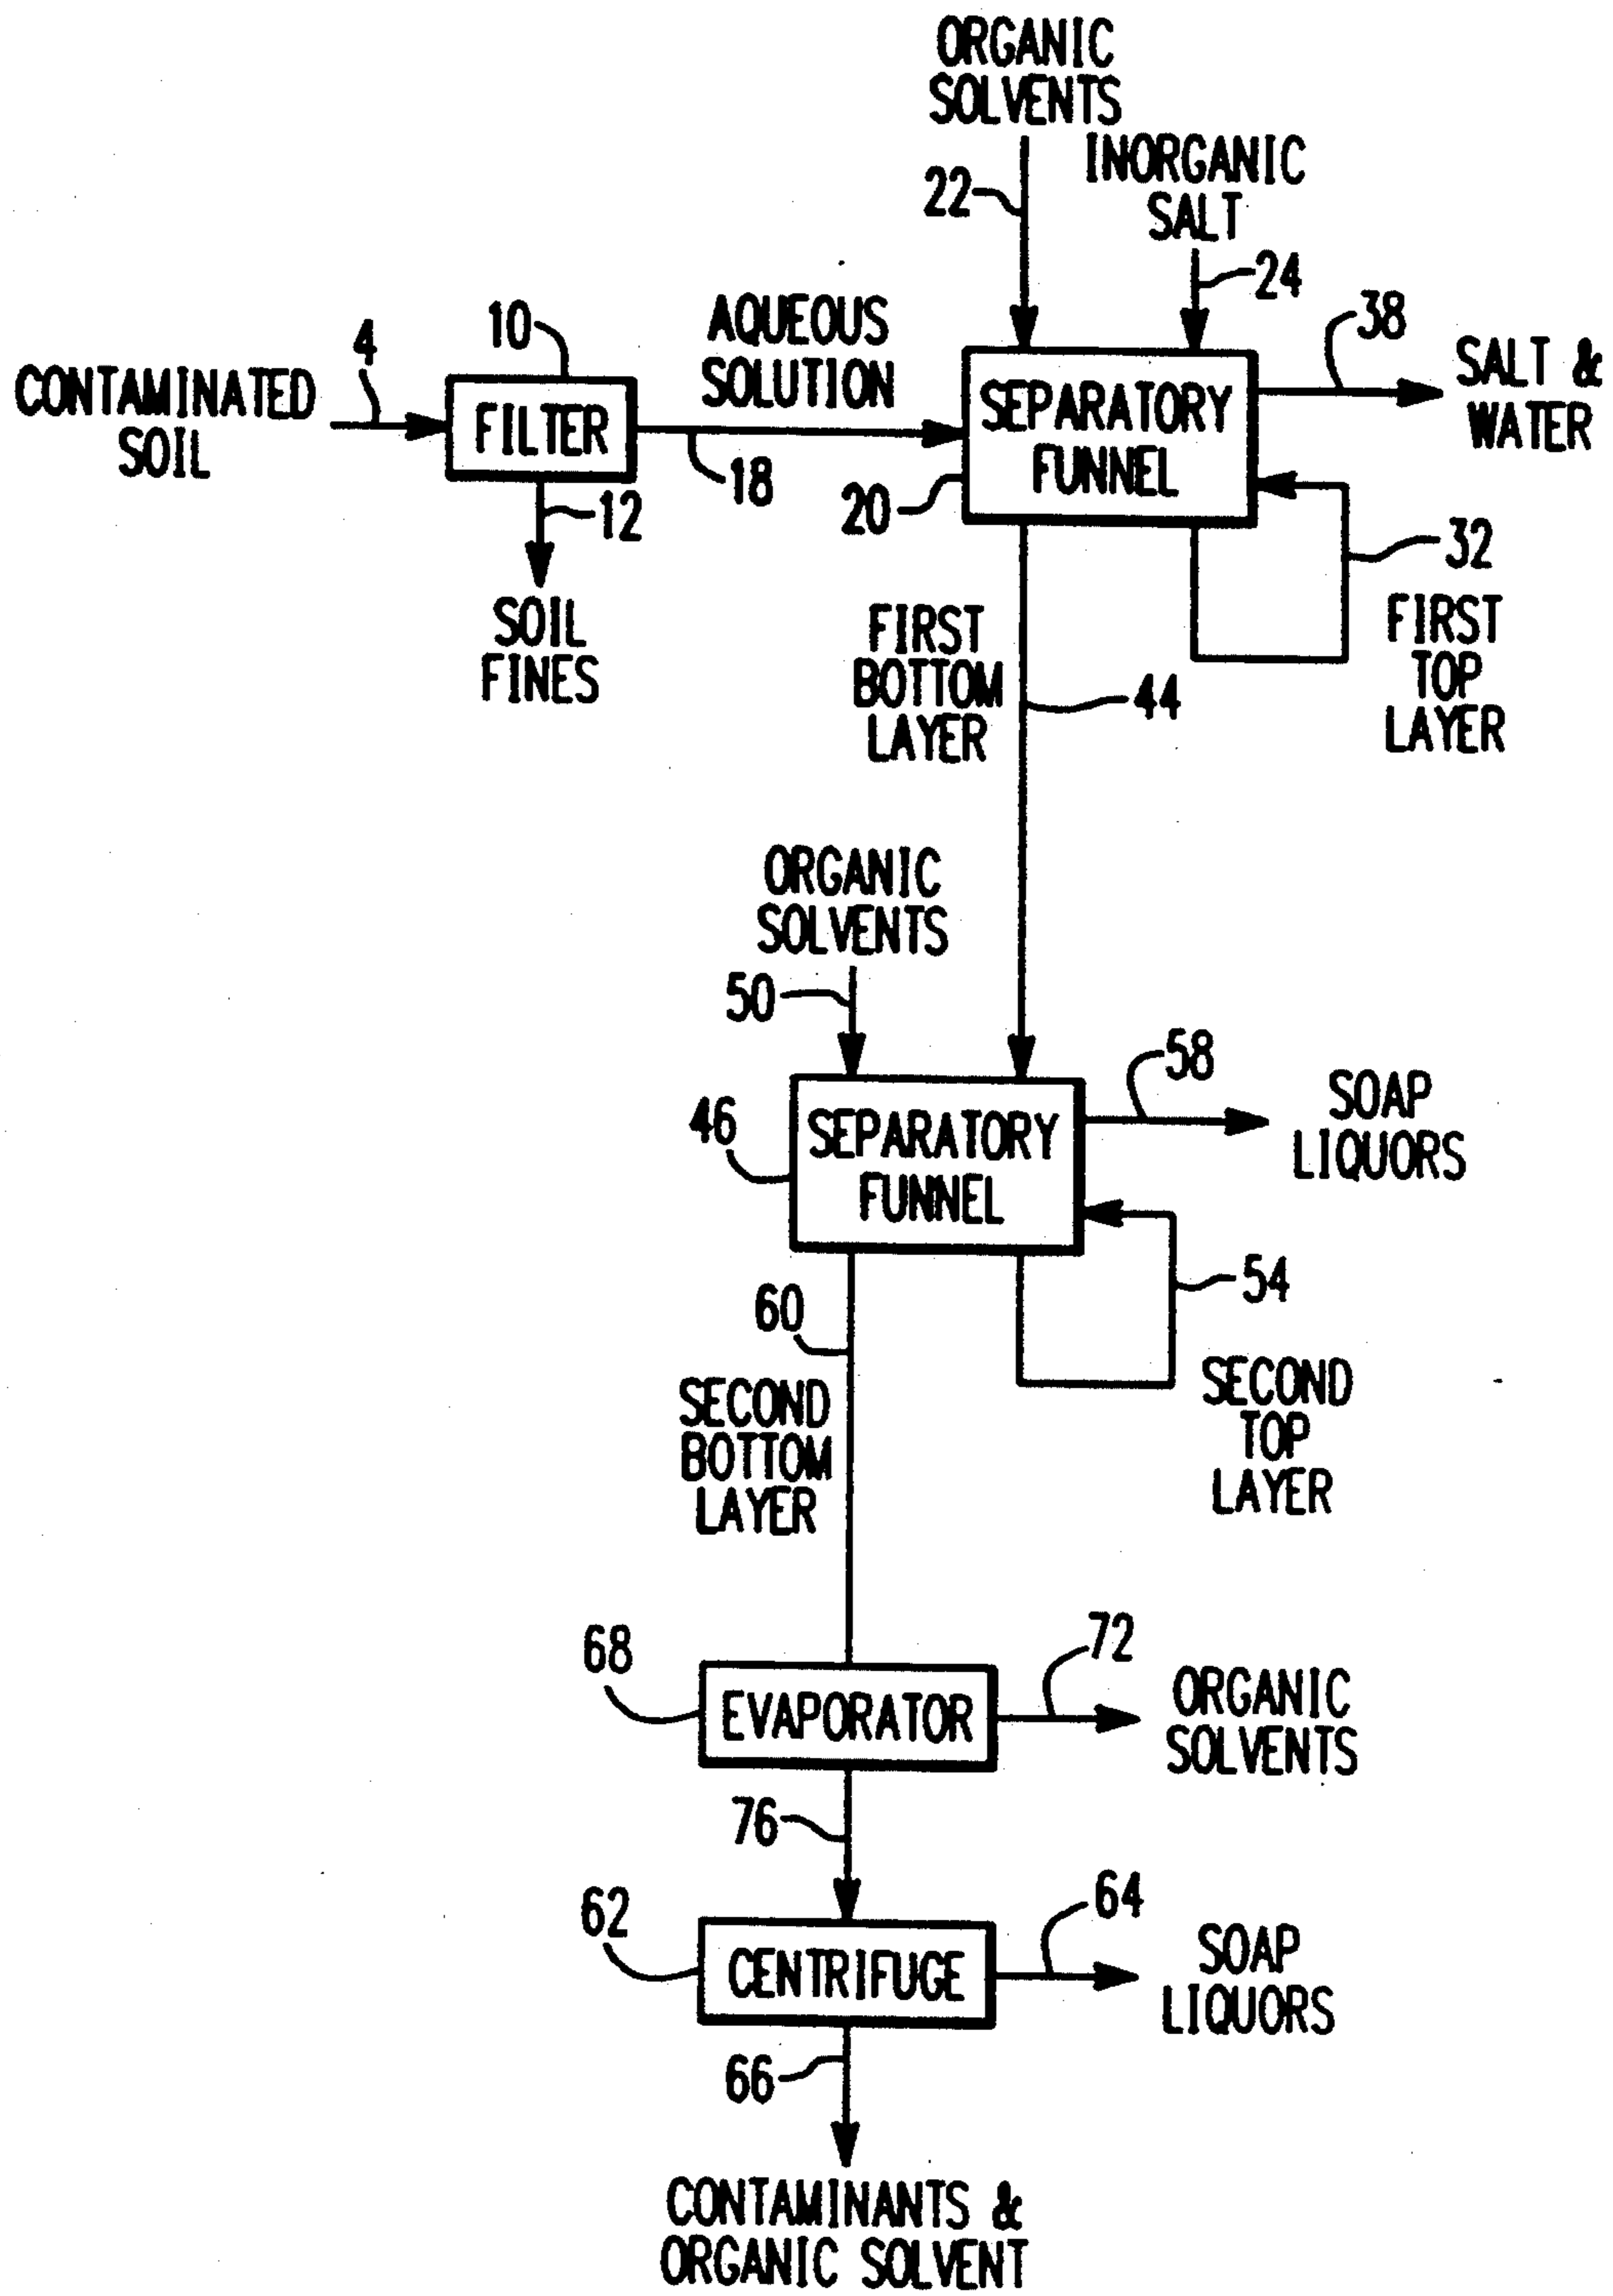 ORGANIC
SOLVENTS
22
INORGANIC
SALT
24
38
SALT &
WATER
CONTAMINATED
SOIL
4
10
FILTER
12
SOIL
FINES
AQUEOUS
SOLUTION
18
20
SEPARATORY
FUNNEL
32
FIRST
TOP
LAYER
FIRST
BOTTOM
LAYER
44
ORGANIC
SOLVENTS
50
46
SEPARATORY
FUNNEL
58
SOAP
LIQUORS
54
SECOND
TOP
LAYER
60
SECOND
BOTTOM
LAYER
68
EVAPORATOR
72
ORGANIC
SOLVENTS
76
62
CENTRIFUGE
64
SOAP
LIQUORS
66
CONTAMINANTS &
ORGANIC SOLVENT